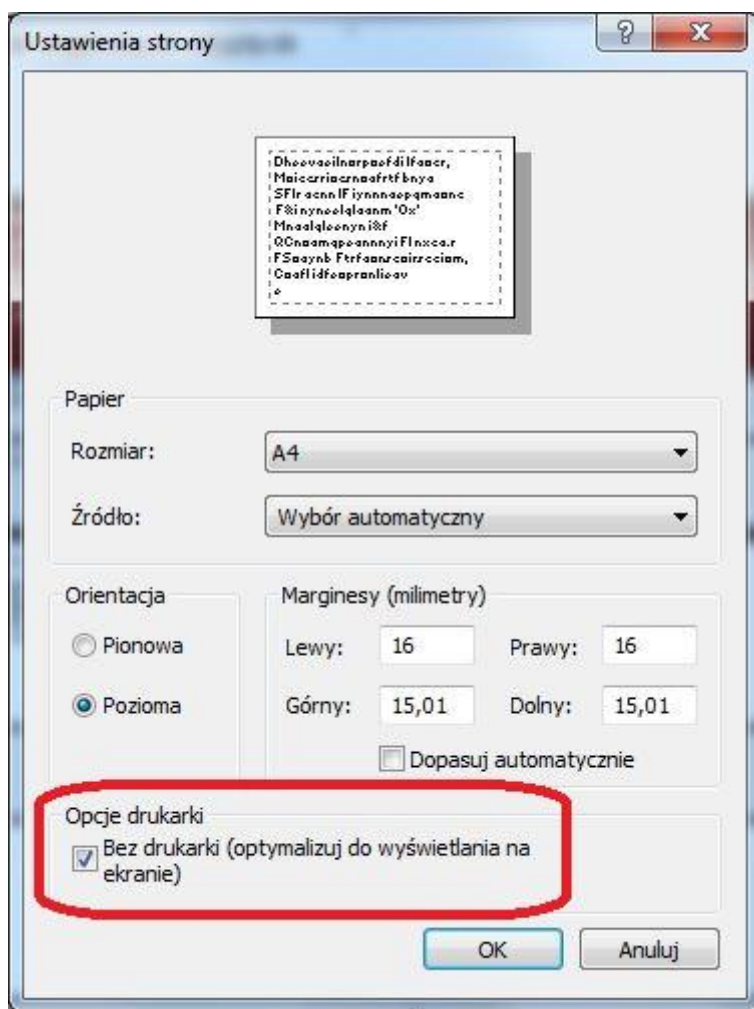 Ustawienia strony
Papier
Rozmiar: A4
Źródło: Wybór automatyczny
Orientacja
Pionowa
Pozioma
Marginesy (milimetry)
Lewy: 16 Prawy: 16
Górny: 15,01 Dolny: 15,01
Dopasuj automatycznie
Opcje drukarki
Bez drukarki (optymalizuj do wyświetlania na
ekranie)
OK Anuluj